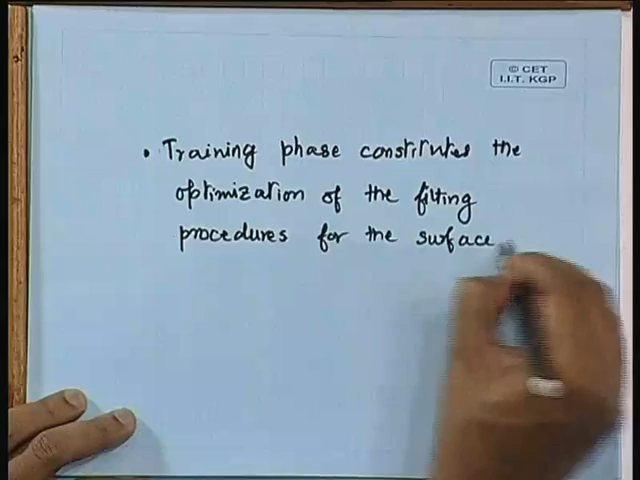 © CET
I.I.T. KGP
• Training phase constitutes the
optimization of the fitting
procedures for the surface